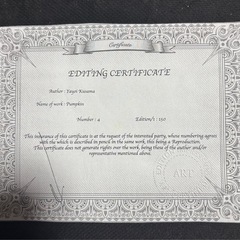 Certificate
EDITING CERTIFICATE
Author : Yayoi Kusama
Name of work : Pumpkin
Number : 4 Edition/s : 150
This insurance of this certificate is at the request of the interested party, whose numbering agrees
with the which is described in pencil in the same work, this being a Reproduction.
This certificate does not generate rights over the work, being those of the author and/or
representative mentioned above.
ART